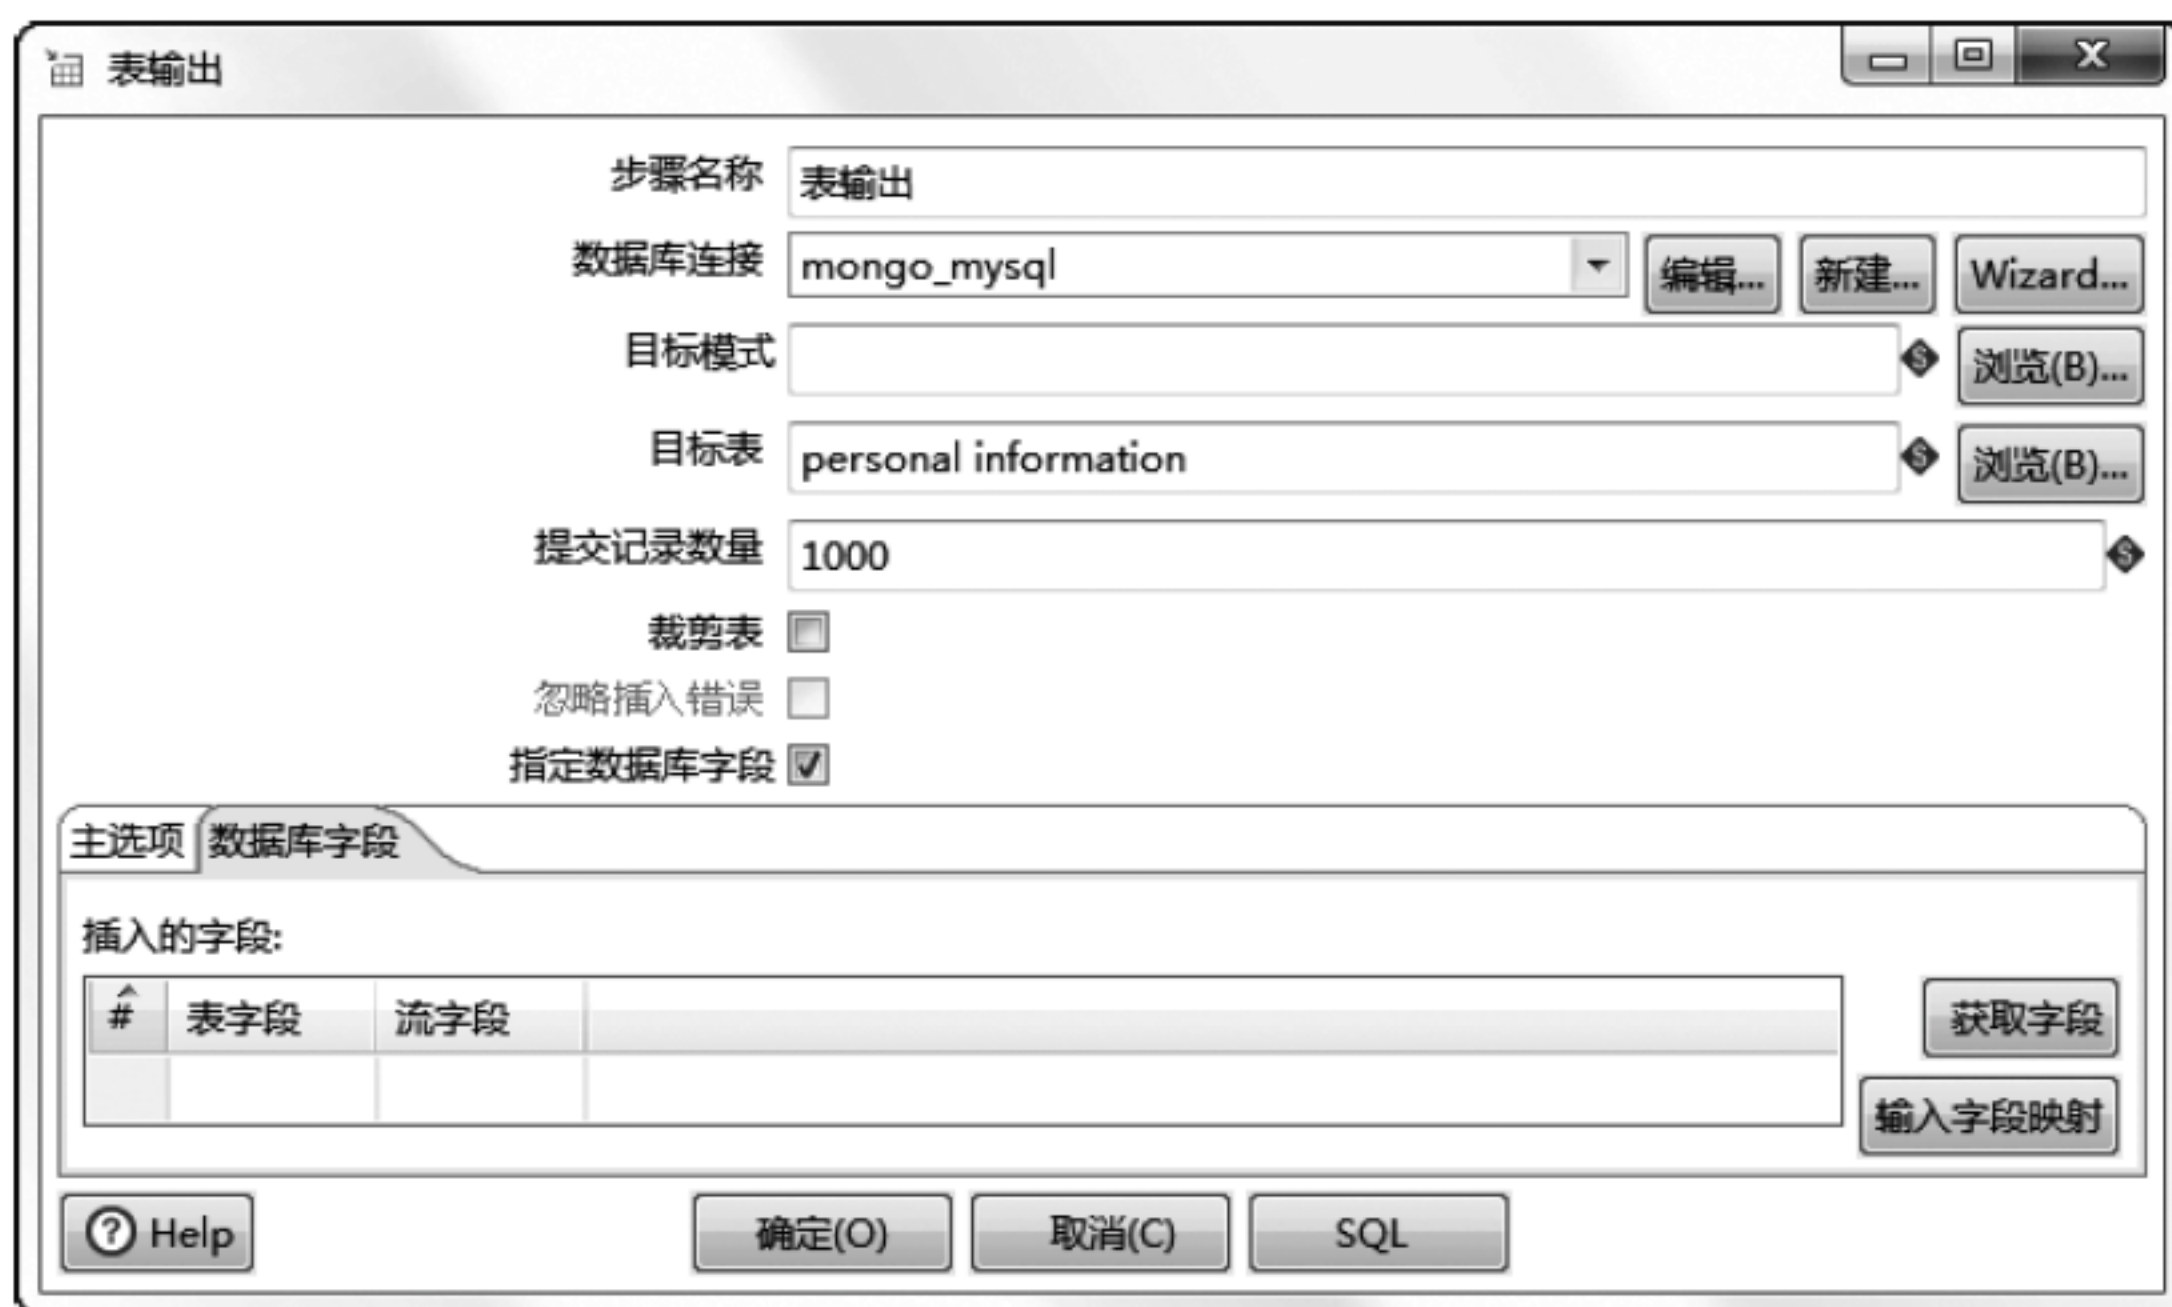 表输出
步骤名称 表输出
数据库连接 mongo_mysql 编辑... 新建... Wizard...
目标模式 浏览(B)...
目标表 personal information 浏览(B)...
提交记录数量 1000
裁剪表
忽略插入错误
指定数据库字段
主选项 数据库字段
插入的字段:
# 表字段 流字段 获取字段
输入字段映射
Help 确定(O) 取消(C) SQL